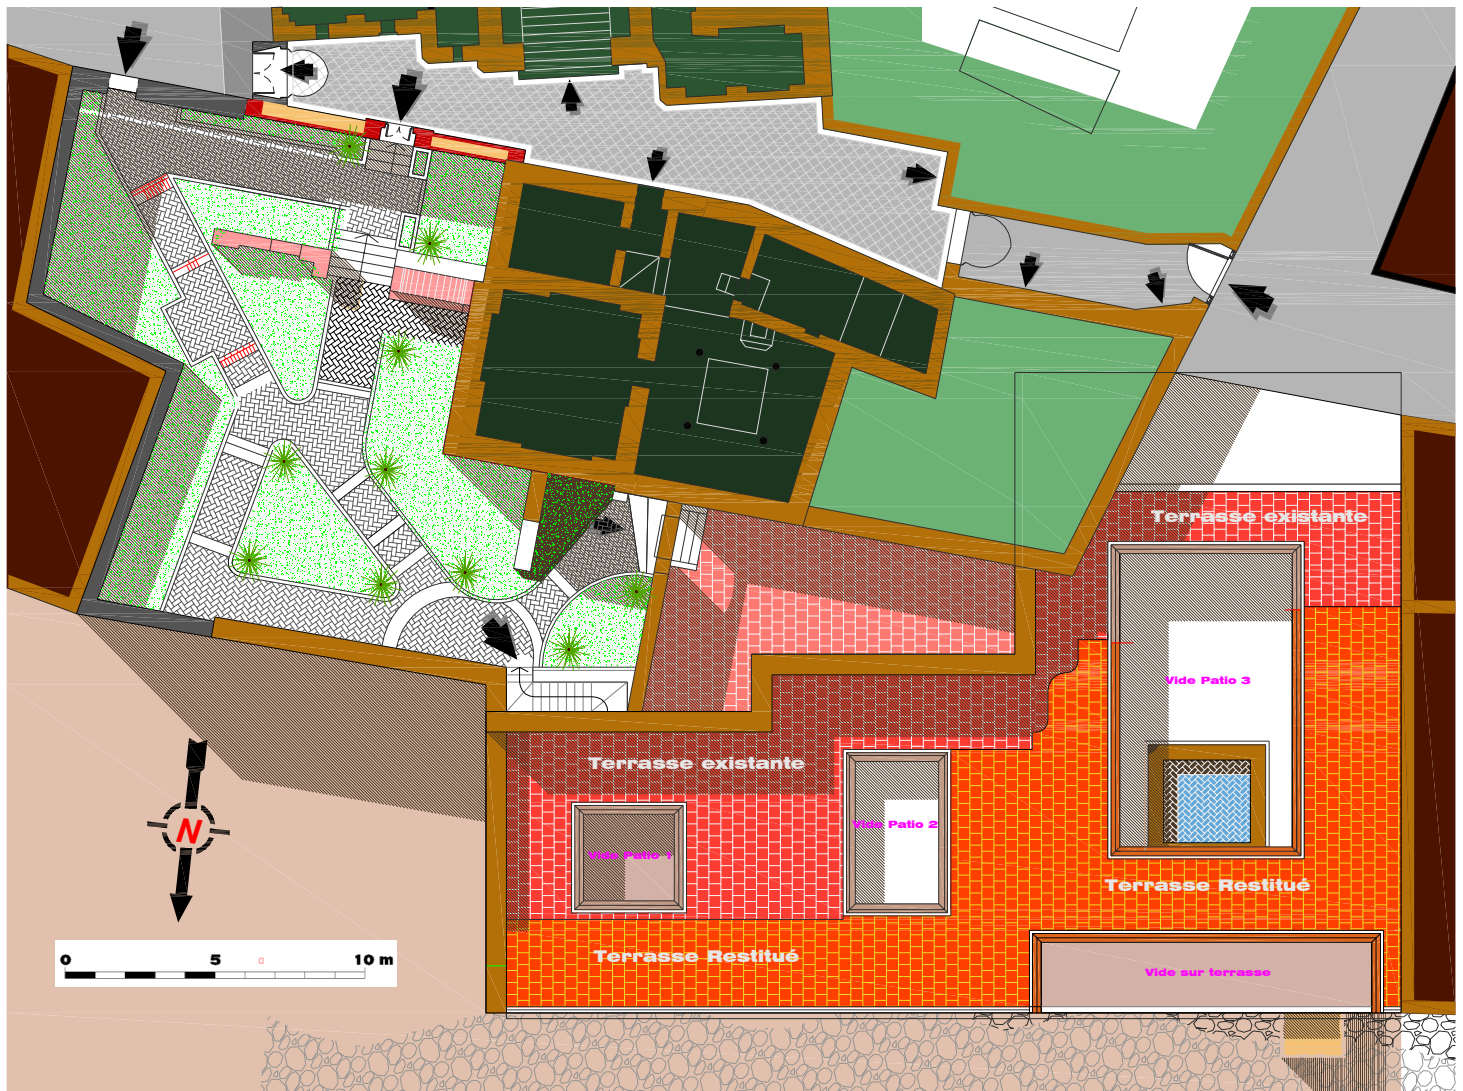 Terrasse existante
Vide Patio 3
Terrasse existante
Vide Patio 2
N
Vide Patio 1
Terrasse Restitué
Terrasse Restitué
0 5 10 m
Vide sur terrasse